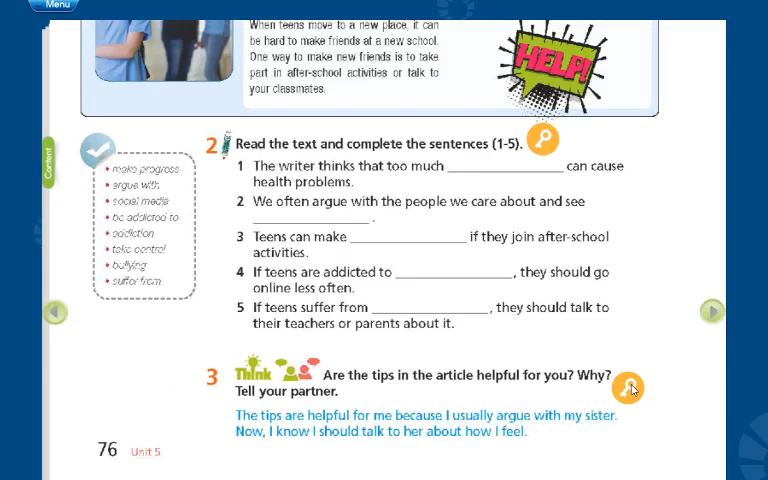 Menu
When teens move to a new place, it can
be hard to make friends at a new school.
One way to make new friends is to take
part in after-school activities or talk to
your classmates.
HELP!
Content
make progress
argue with
social media
be addicted to
addiction
take control
bullying
suffer from
2 Read the text and complete the sentences (1-5).
1 The writer thinks that too much ____________ can cause
health problems.
2 We often argue with the people we care about and see
____________ .
3 Teens can make ____________ if they join after-school
activities.
4 If teens are addicted to ____________ , they should go
online less often.
5 If teens suffer from ____________ , they should talk to
their teachers or parents about it.
3 Think Are the tips in the article helpful for you? Why?
Tell your partner.
The tips are helpful for me because I usually argue with my sister.
Now, I know I should talk to her about how I feel.
76 Unit 5